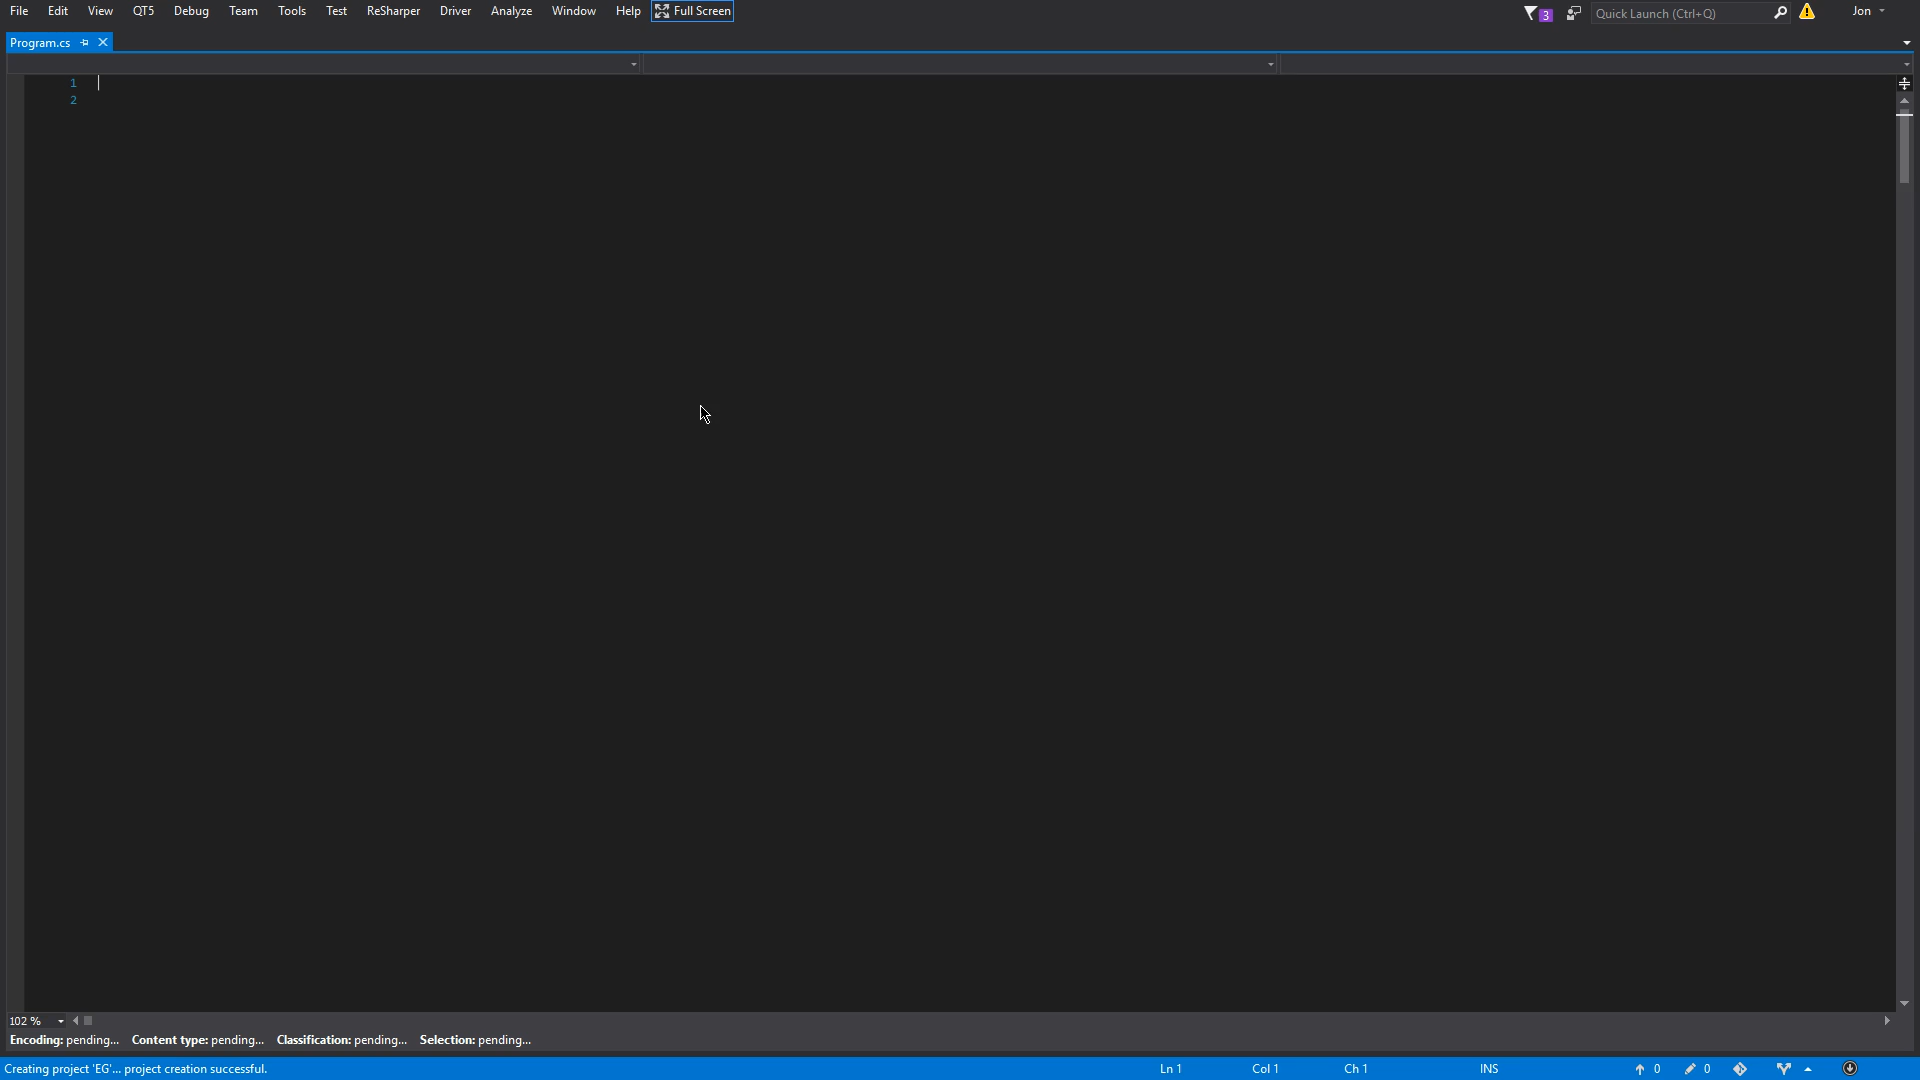 File Edit View QT5 Debug Team Tools Test ReSharper Driver Analyze Window Help Full Screen 3 Quick Launch (Ctrl+Q) Jon
Program.cs
1
2
102 %
Encoding: pending... Content type: pending... Classification: pending... Selection: pending...
Creating project 'EG'... project creation successful. Ln 1 Col 1 Ch 1 INS 0 0